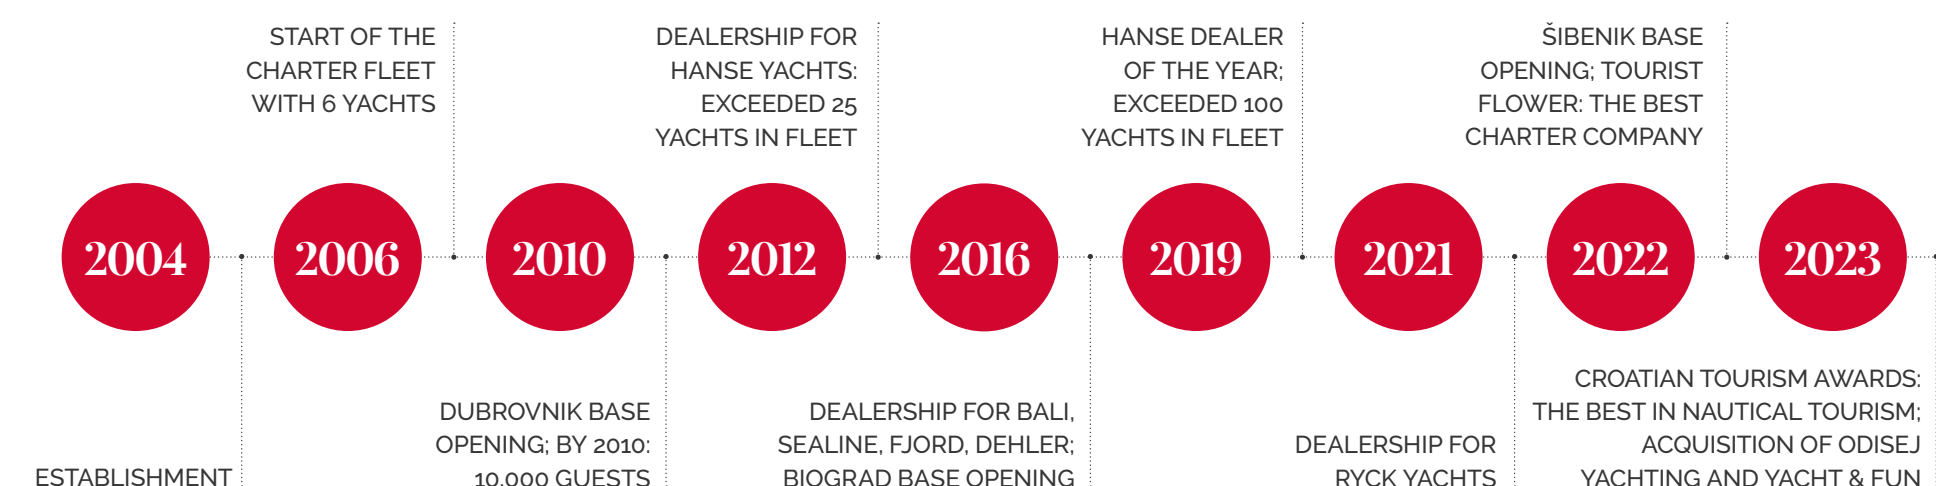 START OF THE
CHARTER FLEET
WITH 6 YACHTS
DEALERSHIP FOR
HANSE YACHTS:
EXCEEDED 25
YACHTS IN FLEET
HANSE DEALER
OF THE YEAR;
EXCEEDED 100
YACHTS IN FLEET
ŠIBENIK BASE
OPENING; TOURIST
FLOWER: THE BEST
CHARTER COMPANY
2004
2006
2010
2012
2016
2019
2021
2022
2023
ESTABLISHMENT
DUBROVNIK BASE
OPENING; BY 2010:
10.000 GUESTS
DEALERSHIP FOR BALI,
SEALINE, FJORD, DEHLER;
BIOGRAD BASE OPENING
DEALERSHIP FOR
RYCK YACHTS
CROATIAN TOURISM AWARDS:
THE BEST IN NAUTICAL TOURISM;
ACQUISITION OF ODISEJ
YACHTING AND YACHT & FUN